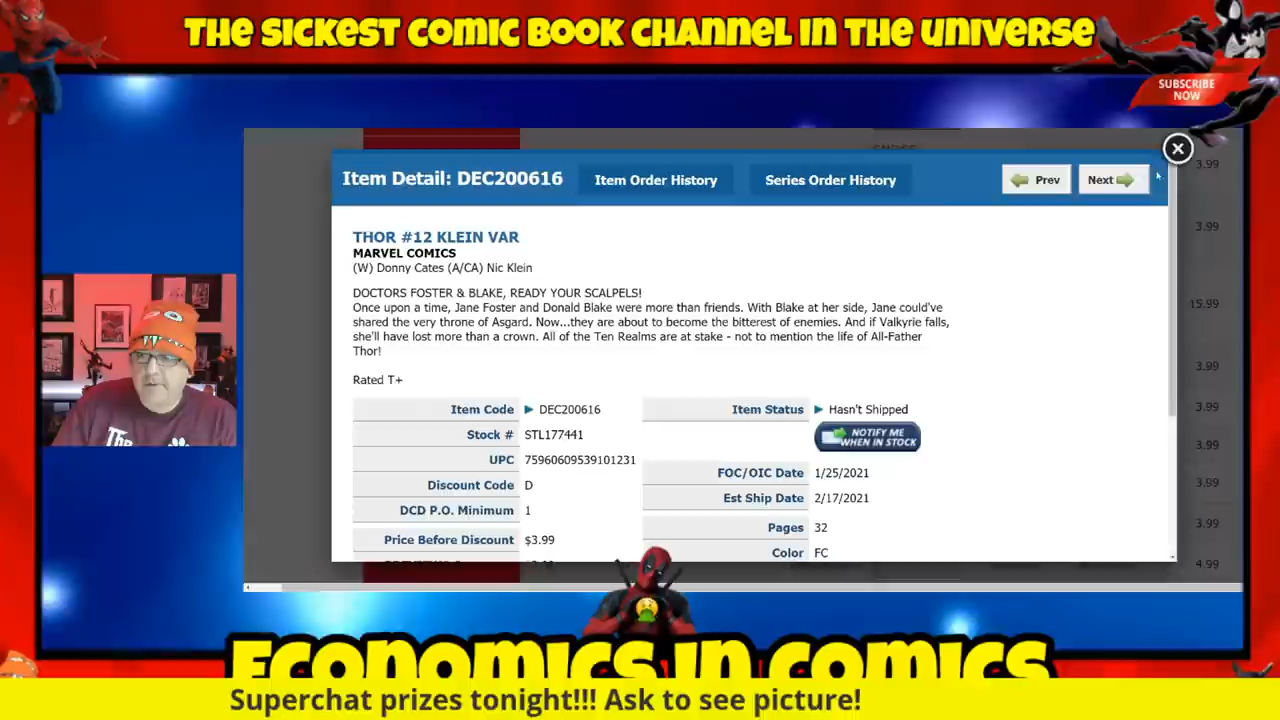 THE SICKEST COMIC BOOK CHANNEL IN THE UNIVERSE
SUBSCRIBE
NOW
Item Detail: DEC200616
Item Order History
Series Order History
Prev
Next
3.99
THOR #12 KLEIN VAR
MARVEL COMICS
(W) Donny Cates (A/CA) Nic Klein
3.99
DOCTORS FOSTER & BLAKE, READY YOUR SCALPELS!
Once upon a time, Jane Foster and Donald Blake were more than friends. With Blake at her side, Jane could've
shared the very throne of Asgard. Now...they are about to become the bitterest of enemies. And if Valkyrie falls,
she'll have lost more than a crown. All of the Ten Realms are at stake - not to mention the life of All-Father
Thor!
15.99
Rated T+
3.99
Item Code DEC200616
Item Status Hasn't Shipped
3.99
Stock # STL177441
NOTIFY ME
WHEN IN STOCK
3.99
UPC 75960609539101231
FOC/OIC Date 1/25/2021
Discount Code D
3.99
Est Ship Date 2/17/2021
DCD P.O. Minimum 1
Pages 32
3.99
Price Before Discount $3.99
Color FC
4.99
ECONOMICS IN COMICS
Superchat prizes tonight!!! Ask to see picture!